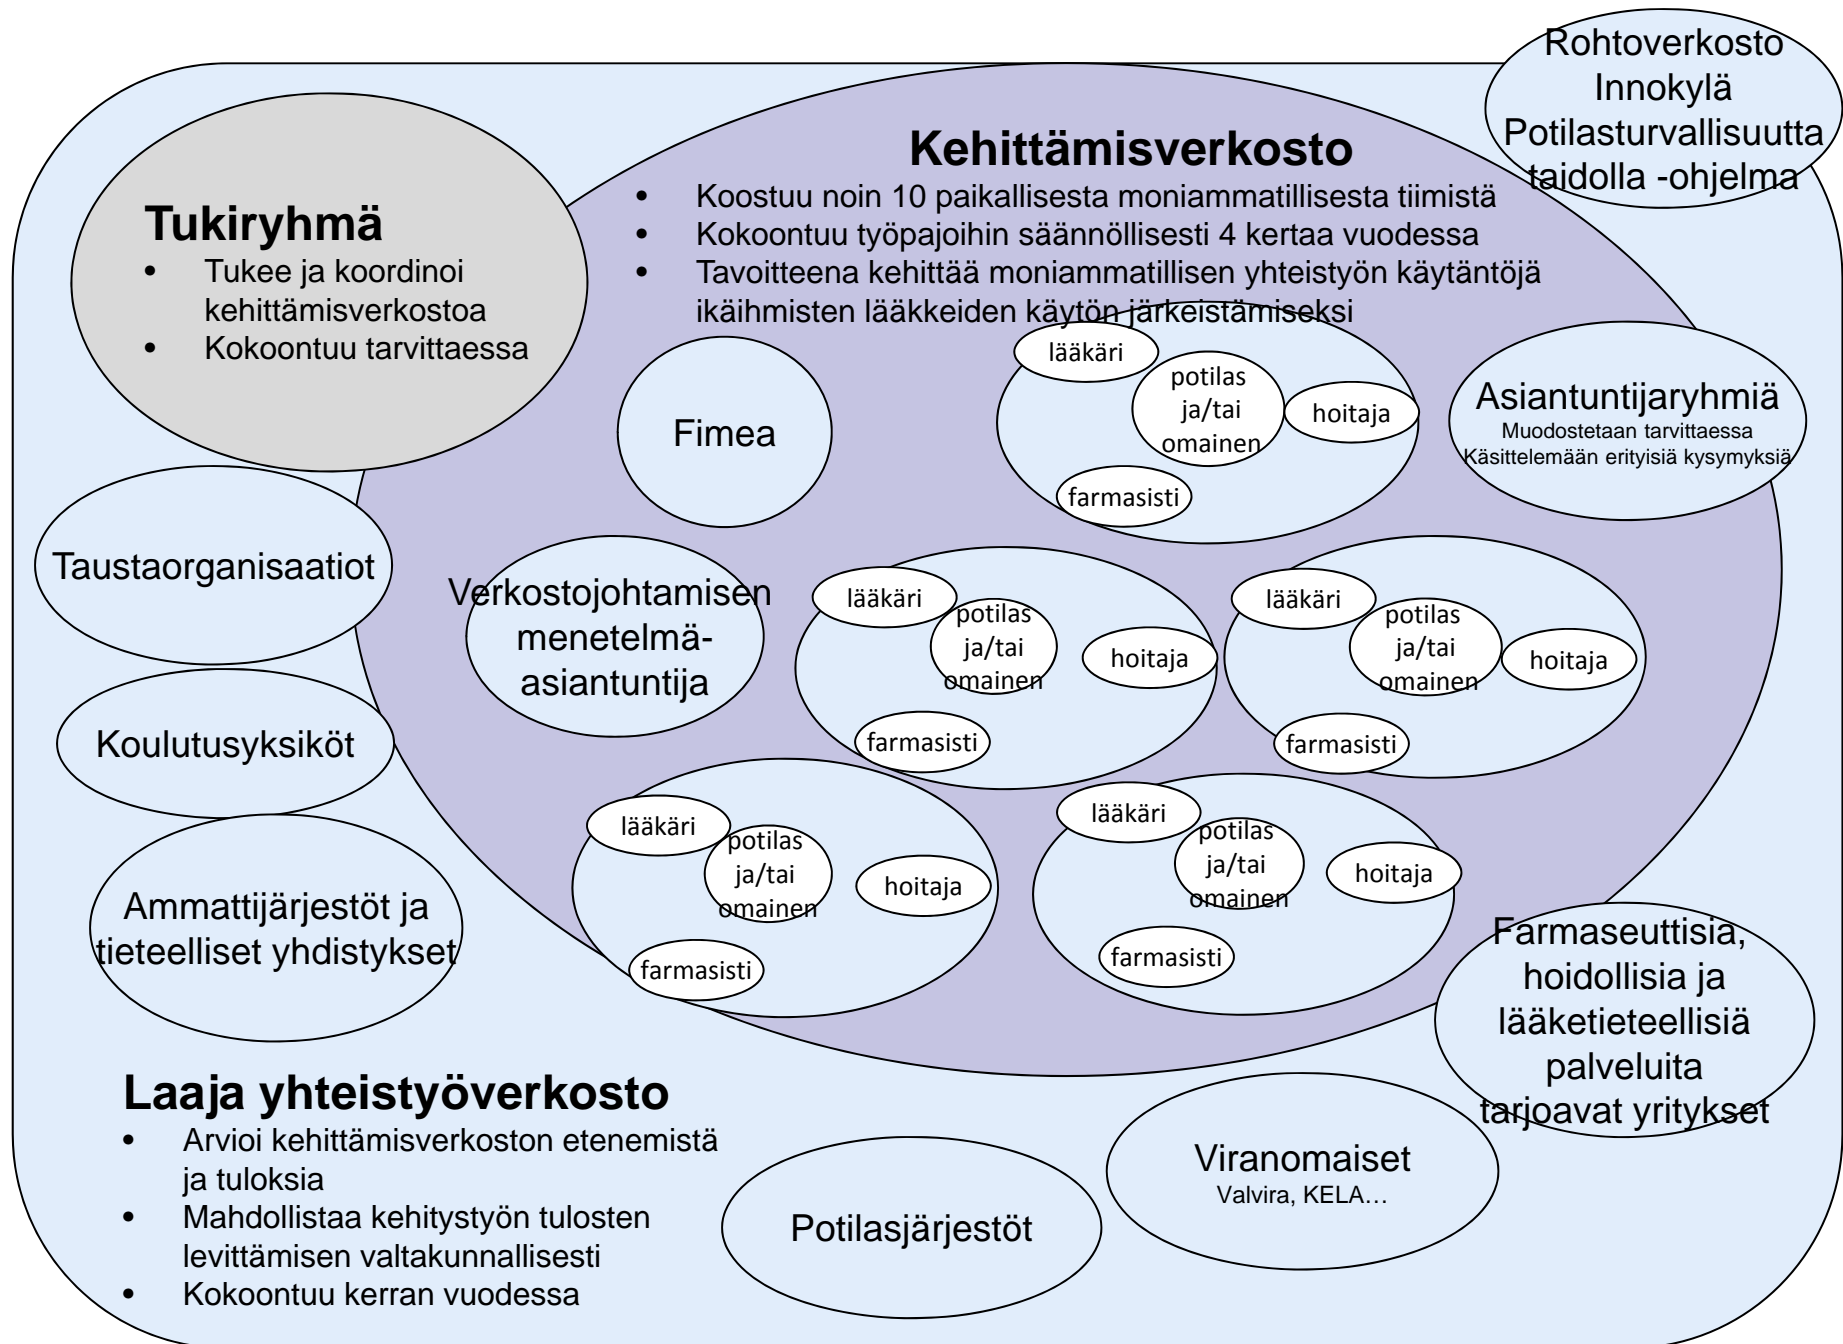 Rohtoverkosto
Innokylä
Potilasturvallisuutta
taidolla -ohjelma
Kehittämisverkosto
• Koostuu noin 10 paikallisesta moniammatillisesta tiimistä
• Kokoontuu työpajoihin säännöllisesti 4 kertaa vuodessa
• Tavoitteena kehittää moniammatillisen yhteistyön käytäntöjä
ikäihmisten lääkkeiden käytön järkeistämiseksi
Tukiryhmä
• Tukee ja koordinoi
kehittämisverkostoa
• Kokoontuu tarvittaessa
Fimea
lääkäri
potilas
ja/tai
omainen
hoitaja
farmasisti
Asiantuntijaryhmiä
Muodostetaan tarvittaessa
Käsittelemään erityisiä kysymyksiä
Taustaorganisaatiot
Verkostojohtamisen
menetelmä-
asiantuntija
lääkäri
potilas
ja/tai
omainen
hoitaja
farmasisti
lääkäri
potilas
ja/tai
omainen
hoitaja
farmasisti
Koulutusyksiköt
lääkäri
potilas
ja/tai
omainen
hoitaja
farmasisti
lääkäri
potilas
ja/tai
omainen
hoitaja
farmasisti
Ammattijärjestöt ja
tieteelliset yhdistykset
Farmaseuttisia,
hoidollisia ja
lääketieteellisiä
palveluita
tarjoavat yritykset
Laaja yhteistyöverkosto
• Arvioi kehittämisverkoston etenemistä
ja tuloksia
• Mahdollistaa kehitystyön tulosten
levittämisen valtakunnallisesti
• Kokoontuu kerran vuodessa
Potilasjärjestöt
Viranomaiset
Valvira, KELA…